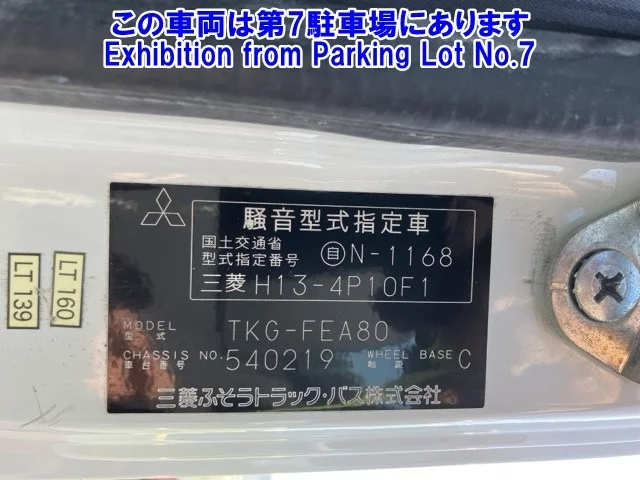 この車両は第7駐車場にあります
Exhibition from Parking Lot No.7
騒音型式指定車
国土交通省
型式指定番号 自N-1168
三菱 H13-4P10F1
MODEL TKG-FEA80
型式
CHASSIS NO. 540219 WHEEL BASE C
車台番号 軸距
三菱ふそうトラック・バス株式会社
LT 160
LT 139